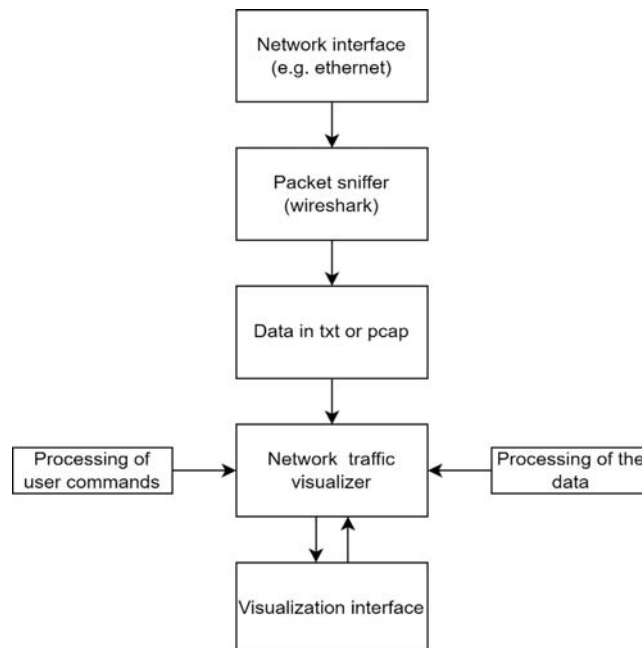 Network interface
(e.g. ethernet)
Packet sniffer
(wireshark)
Data in txt or pcap
Processing of
user commands
Network traffic
visualizer
Processing of the
data
Visualization interface